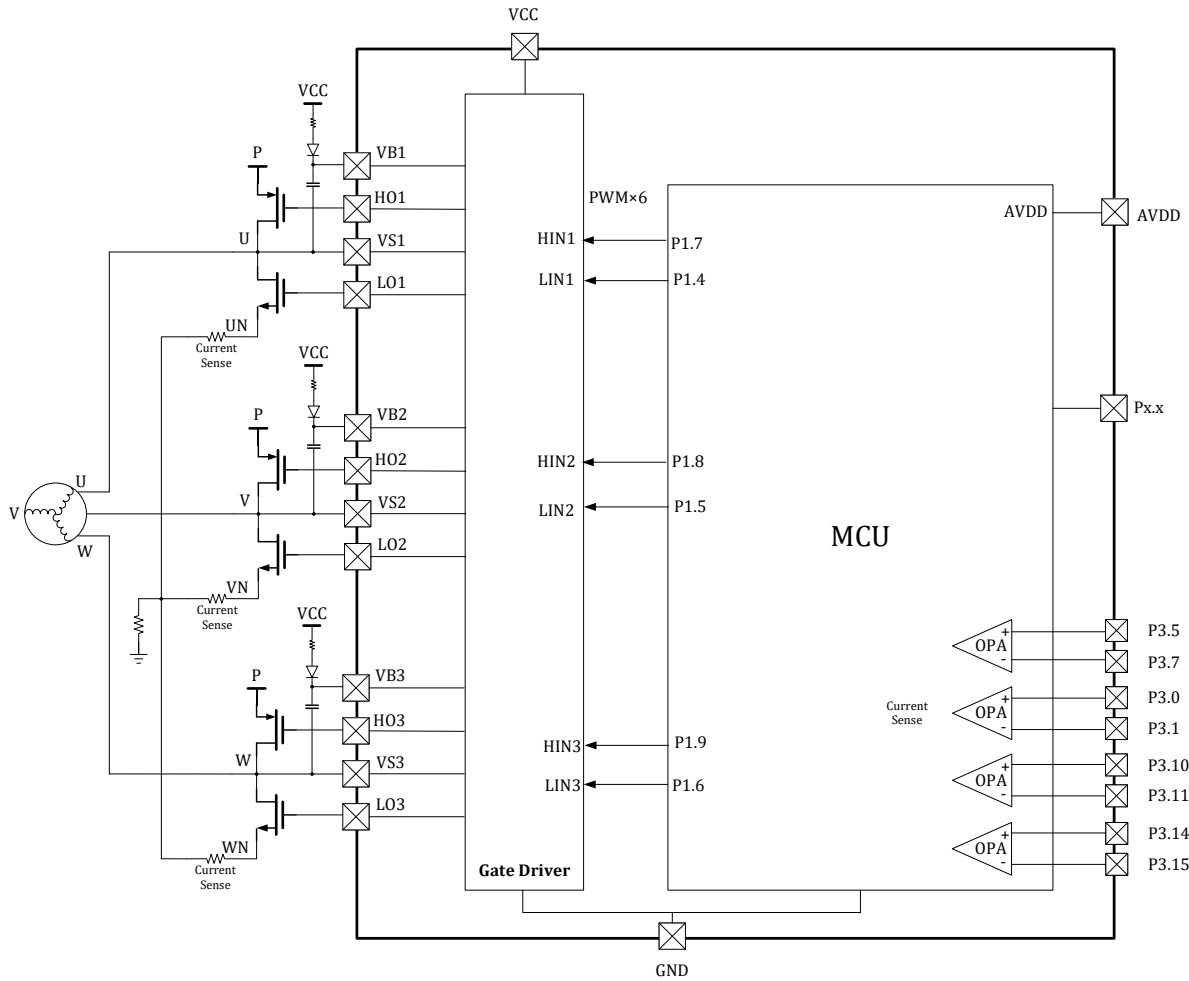 VCC
VCC
VB1
P
HO1
PWM×6
AVDD
AVDD
U
VS1
HIN1
P1.7
LO1
LIN1
P1.4
UN
Current
Sense
VCC
VB2
Px.x
P
HO2
HIN2
P1.8
U
V
VS2
LIN2
P1.5
V
MCU
W
LO2
VN
Current
Sense
VCC
OPA
+
-
P3.5
P3.7
VB3
P
Current
Sense
OPA
+
-
P3.0
P3.1
HO3
HIN3
P1.9
W
VS3
LIN3
P1.6
OPA
+
-
P3.10
P3.11
LO3
WN
Current
Sense
OPA
+
-
P3.14
P3.15
Gate Driver
GND